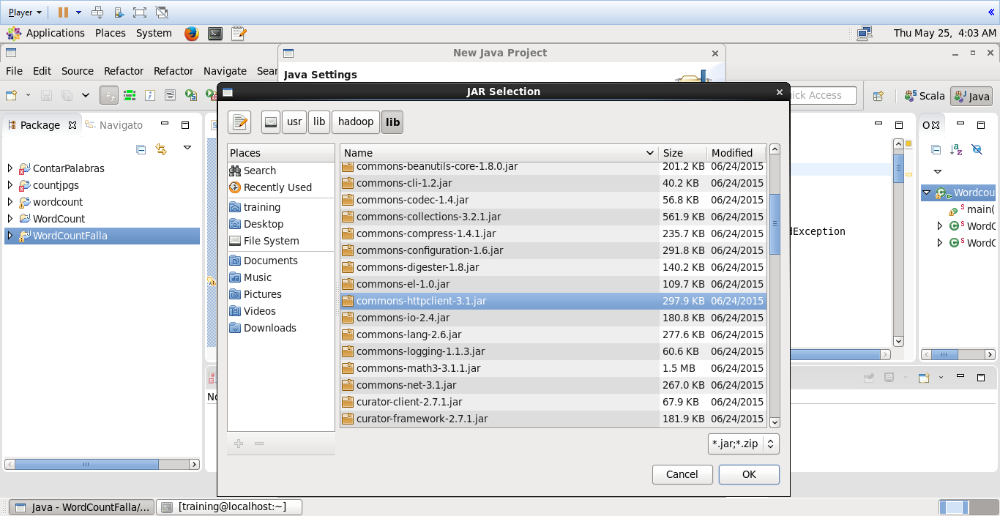 Player
Applications Places System Thu May 25, 4:03 AM
New Java Project
File Edit Source Refactor Refactor Navigate Sear
Java Settings
JAR Selection
ick Access Scala Java
Package Navigato
usr lib hadoop lib
ContarPalabras
countjpgs
wordcount
WordCount
WordCountFalla
Places
Search
Recently Used
training
Desktop
File System
Documents
Music
Pictures
Videos
Downloads
Name Size Modified
commons-beanutils-core-1.8.0.jar 201.2 KB 06/24/2015
commons-cli-1.2.jar 40.2 KB 06/24/2015
commons-codec-1.4.jar 56.8 KB 06/24/2015
commons-collections-3.2.1.jar 561.9 KB 06/24/2015
commons-compress-1.4.1.jar 235.7 KB 06/24/2015
commons-configuration-1.6.jar 291.8 KB 06/24/2015
commons-digester-1.8.jar 140.2 KB 06/24/2015
commons-el-1.0.jar 109.7 KB 06/24/2015
commons-httpclient-3.1.jar 297.9 KB 06/24/2015
commons-io-2.4.jar 180.8 KB 06/24/2015
commons-lang-2.6.jar 277.6 KB 06/24/2015
commons-logging-1.1.3.jar 60.6 KB 06/24/2015
commons-math3-3.1.1.jar 1.5 MB 06/24/2015
commons-net-3.1.jar 267.0 KB 06/24/2015
curator-client-2.7.1.jar 67.9 KB 06/24/2015
curator-framework-2.7.1.jar 181.9 KB 06/24/2015
*.jar;*.zip
Cancel OK
dException
O
Wordcou
main(
WordC
WordC
No
Java - WordCountFalla/... [training@localhost:~]